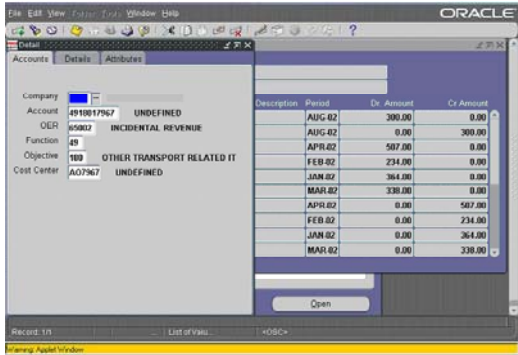 File Edit View Folder Tools Window Help
ORACLE
Detail
Accounts Details Attributes
Company
Account 4918017967 UNDEFINED
OER 65002 INCIDENTAL REVENUE
Function 49
Objective 180 OTHER TRANSPORT RELATED IT
Cost Center AO7967 UNDEFINED
Description Period Dr. Amount Cr Amount
AUG-02 300.00 0.00
AUG-02 0.00 300.00
APR-02 507.00 0.00
FEB-02 234.00 0.00
JAN-02 364.00 0.00
MAR-02 338.00 0.00
APR-02 0.00 507.00
FEB-02 0.00 234.00
JAN-02 0.00 364.00
MAR-02 0.00 338.00
Open
Record: 1/1 ... List of Valu... <OSC>
Warning: Applet Window